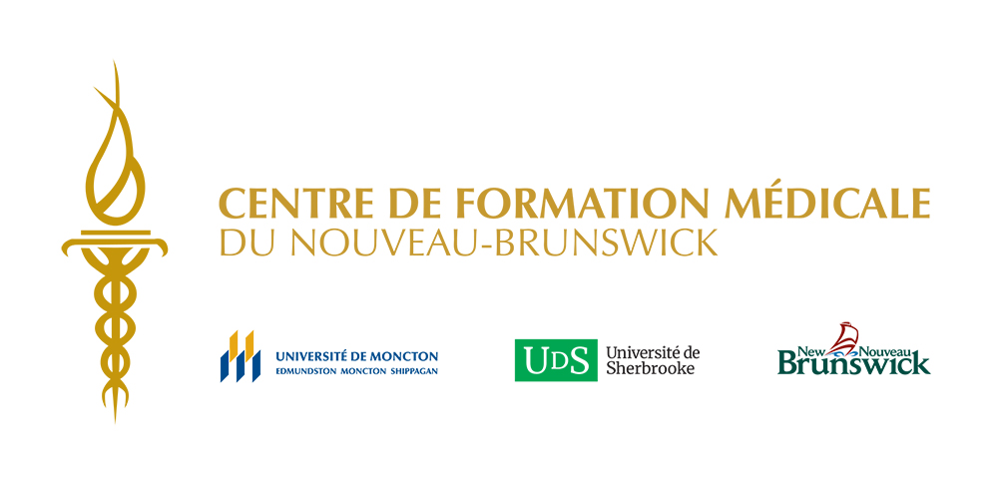 CENTRE DE FORMATION MÉDICALE
DU NOUVEAU-BRUNSWICK
UNIVERSITÉ DE MONCTON
EDMUNDSTON MONCTON SHIPPAGAN
UDS
Université de
Sherbrooke
New Nouveau
Brunswick